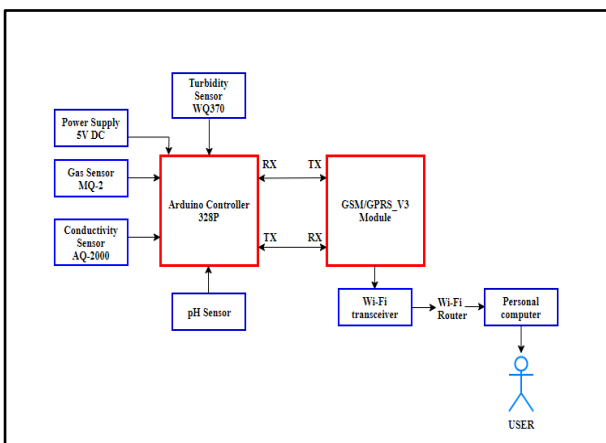 Turbidity
Sensor
WQ370
Power Supply
5V DC
Gas Sensor
MQ-2
Conductivity
Sensor
AQ-2000
Arduino Controller
328P
RX
TX
TX
RX
GSM/GPRS_V3
Module
pH Sensor
Wi-Fi
transceiver
Wi-Fi
Router
Personal
computer
USER